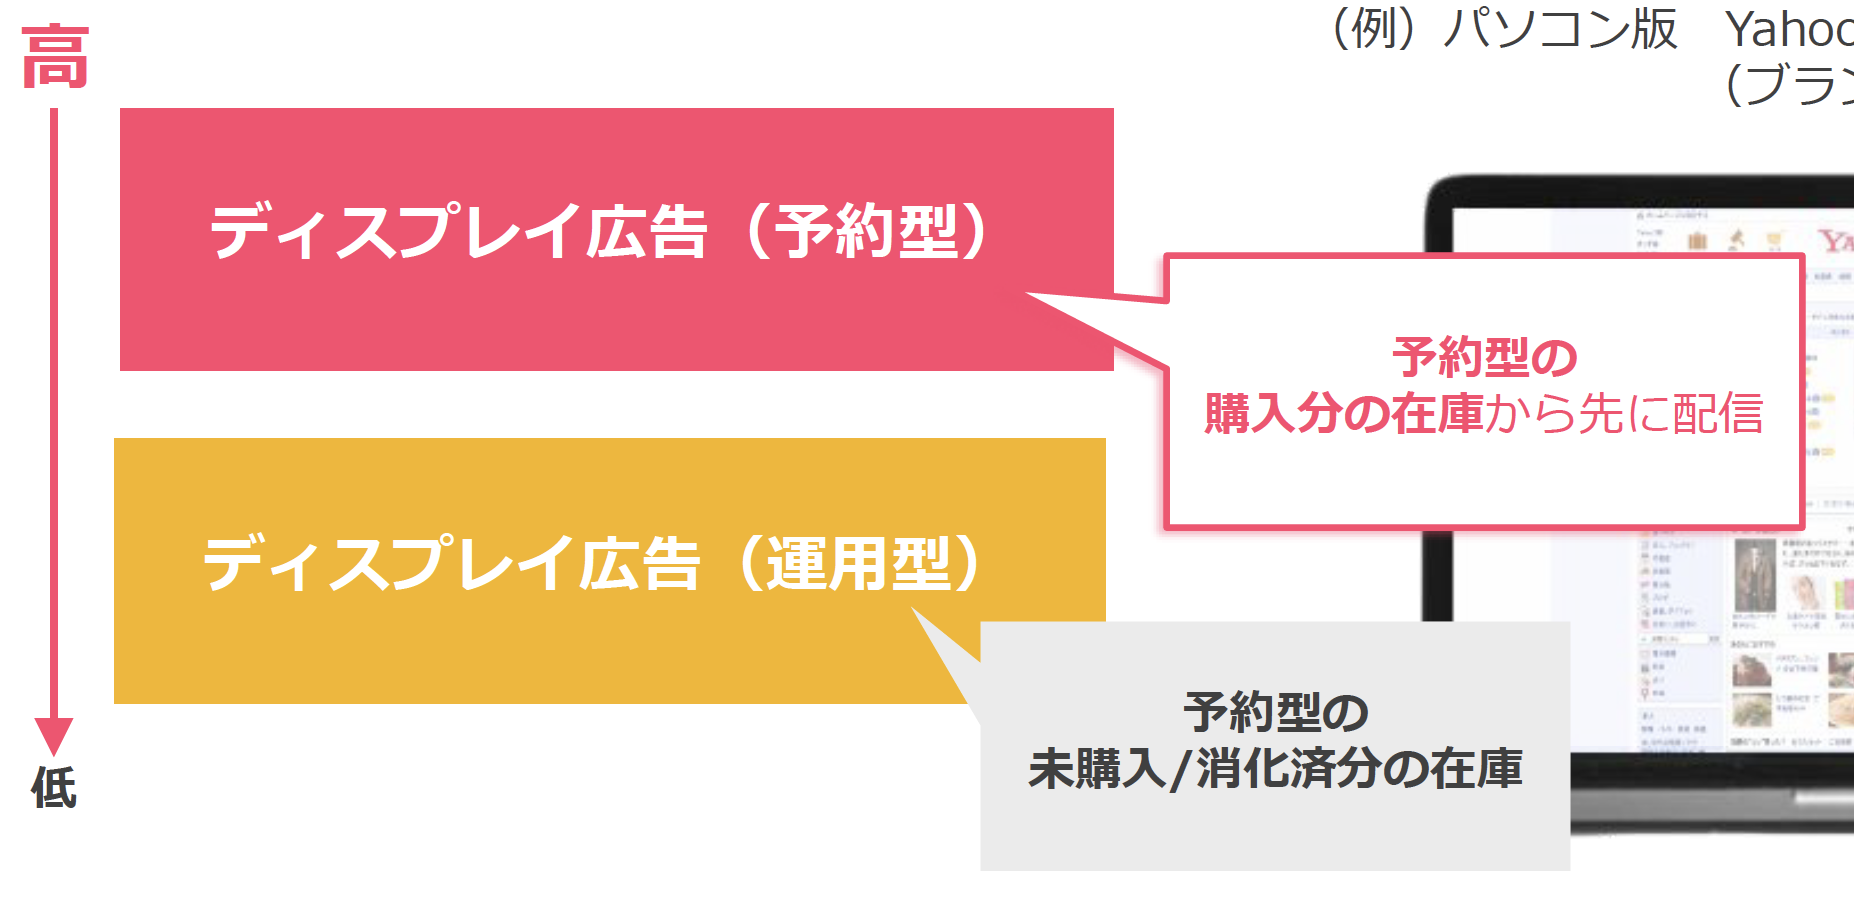 高
（例）パソコン版　Yahoo
（ブラン
ディスプレイ広告（予約型）
予約型の
購入分の在庫から先に配信
ディスプレイ広告（運用型）
予約型の
未購入/消化済分の在庫
低